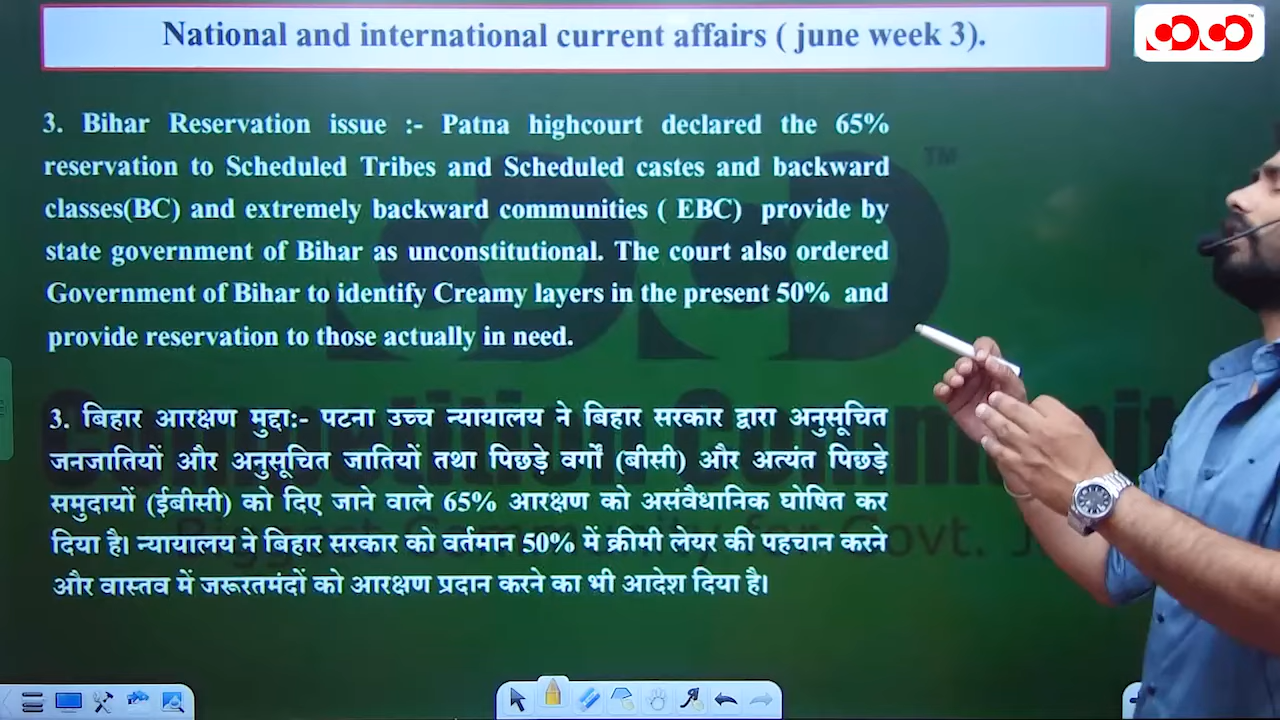 National and international current affairs ( june week 3).
3. Bihar Reservation issue :- Patna highcourt declared the 65%
reservation to Scheduled Tribes and Scheduled castes and backward
classes(BC) and extremely backward communities ( EBC) provide by
state government of Bihar as unconstitutional. The court also ordered
Government of Bihar to identify Creamy layers in the present 50% and
provide reservation to those actually in need.
TM
3. बिहार आरक्षण मुद्दा:- पटना उच्च न्यायालय ने बिहार सरकार द्वारा अनुसूचित
जनजातियों और अनुसूचित जातियों तथा पिछड़े वर्गों (बीसी) और अत्यंत पिछड़े
समुदायों (ईबीसी) को दिए जाने वाले 65% आरक्षण को असंवैधानिक घोषित कर
दिया है। न्यायालय ने बिहार सरकार को वर्तमान 50% में क्रीमी लेयर की पहचान करने
और वास्तव में जरूरतमंदों को आरक्षण प्रदान करने का भी आदेश दिया है।